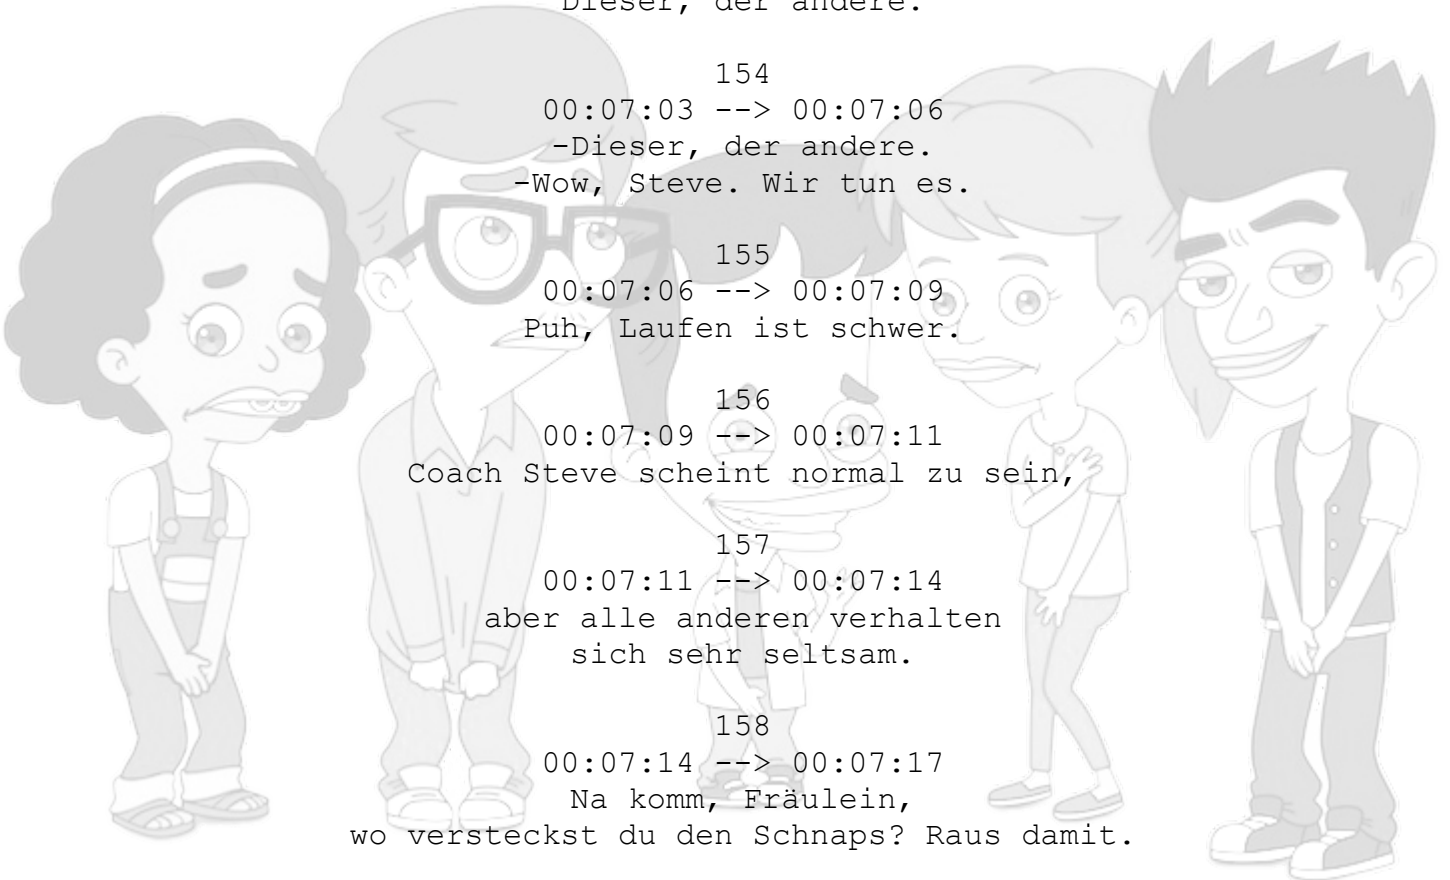 Dieser, der andere.
154
00:07:03 --> 00:07:06
-Dieser, der andere.
-Wow, Steve. Wir tun es.
155
00:07:06 --> 00:07:09
Puh, Laufen ist schwer.
156
00:07:09 --> 00:07:11
Coach Steve scheint normal zu sein,
157
00:07:11 --> 00:07:14
aber alle anderen verhalten
sich sehr seltsam.
158
00:07:14 --> 00:07:17
Na komm, Fräulein,
wo versteckst du den Schnaps? Raus damit.